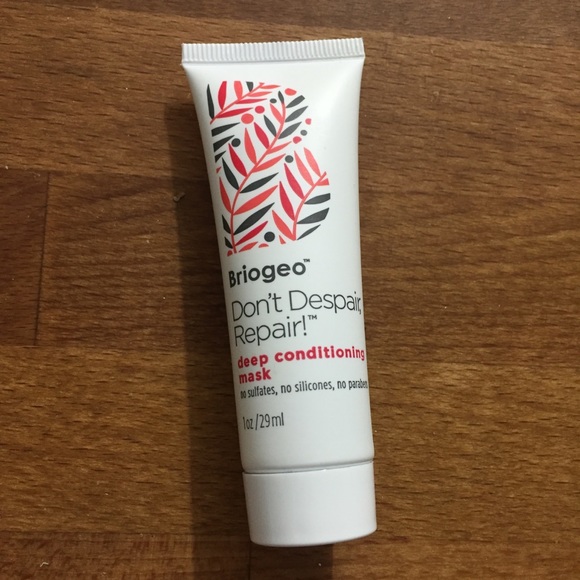 Briogeo™
Don't Despair,
Repair!™
deep conditioning
mask
no sulfates, no silicones, no parabens
1oz/29ml